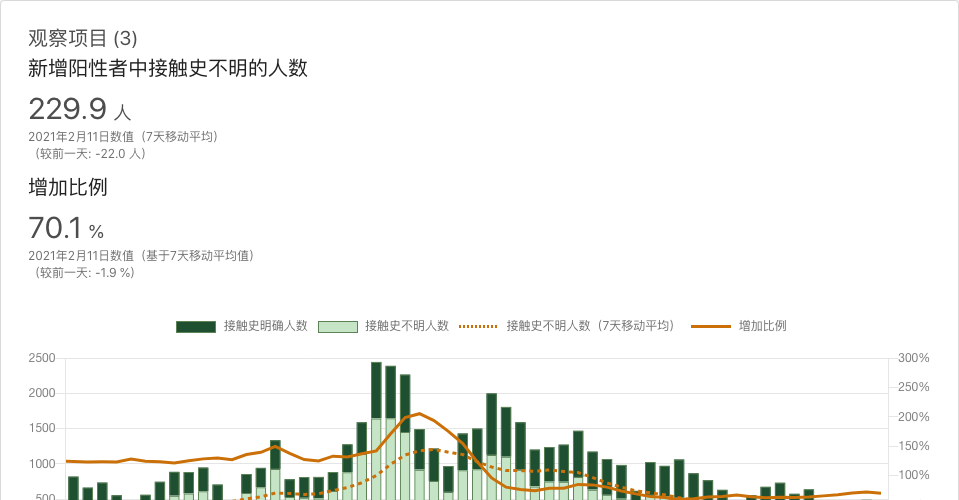 观察项目 (3)
新增阳性者中接触史不明的人数
229.9 人
2021年2月11日数值（7天移动平均）
（较前一天: -22.0 人）
增加比例
70.1 %
2021年2月11日数值（基于7天移动平均值）
（较前一天: -1.9 %）
接触史明确人数 接触史不明人数 接触史不明人数（7天移动平均） 增加比例
2500 300%
250%
2000
200%
1500
150%
1000
100%
500